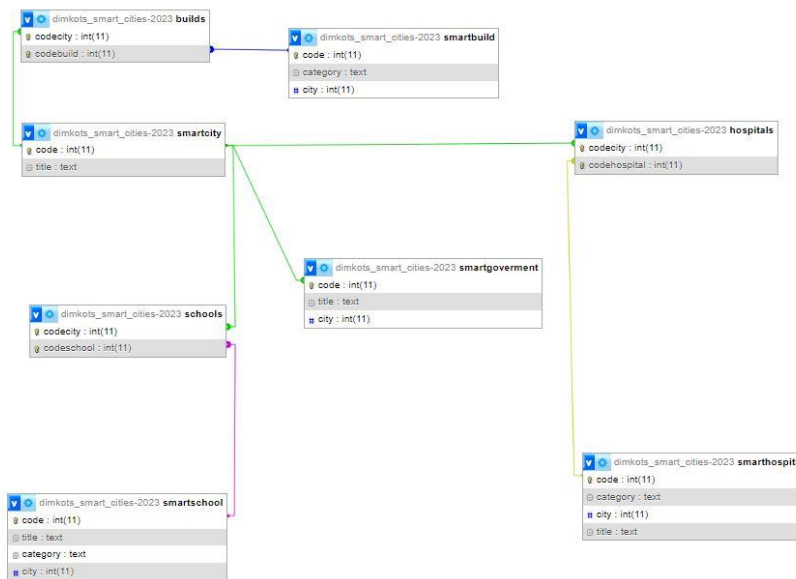 dimkots_smart_cities-2023 builds
codecity : int(11)
codebuild : int(11)
dimkots_smart_cities-2023 smartbuild
code : int(11)
category : text
city : int(11)
dimkots_smart_cities-2023 smartcity
code : int(11)
title : text
dimkots_smart_cities-2023 hospitals
codecity : int(11)
codehospital : int(11)
dimkots_smart_cities-2023 smartgoverment
code : int(11)
title : text
city : int(11)
dimkots_smart_cities-2023 schools
codecity : int(11)
codeschool : int(11)
dimkots_smart_cities-2023 smarthospit
code : int(11)
category : text
city : int(11)
title : text
dimkots_smart_cities-2023 smartschool
code : int(11)
title : text
category : text
city : int(11)